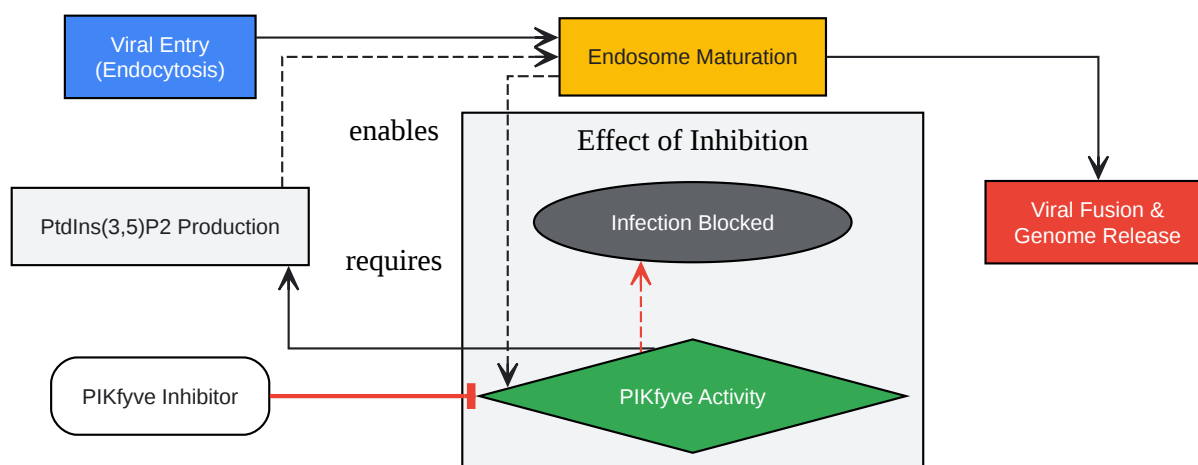 Viral Entry
(Endocytosis)
Endosome Maturation
enables
Effect of Inhibition
PtdIns(3,5)P2 Production
Infection Blocked
Viral Fusion &
Genome Release
requires
PIKfyve Inhibitor
PIKfyve Activity